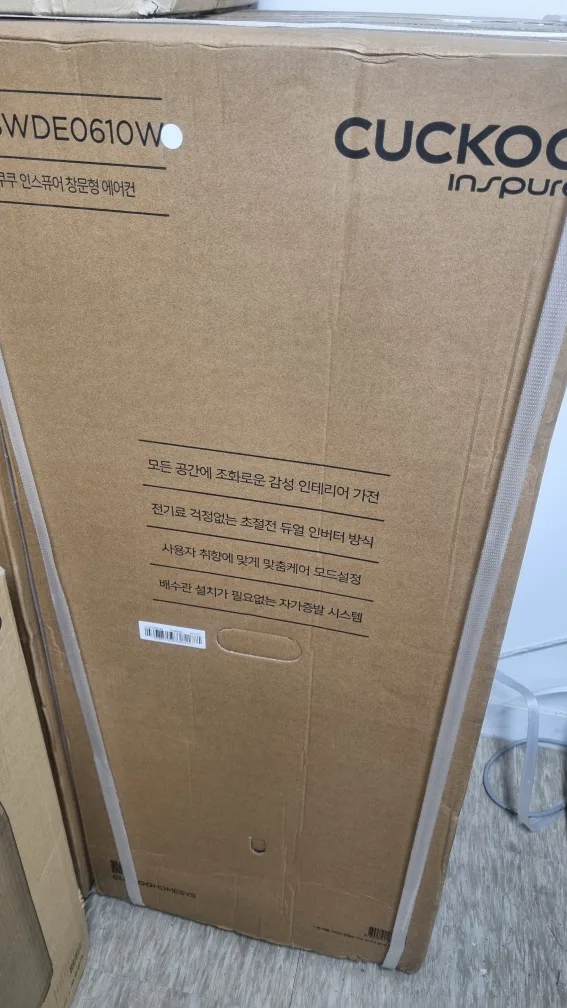 SWDE0610W
쿠쿠 인스퓨어 창문형 에어컨
CUCKOO
Inspure
모든 공간에 조화로운 감성 인테리어 가전
전기료 걱정없는 초절전 듀얼 인버터 방식
사용자 취향에 맞게 맞춤케어 모드설정
배수관 설치가 필요없는 자가증발 시스템